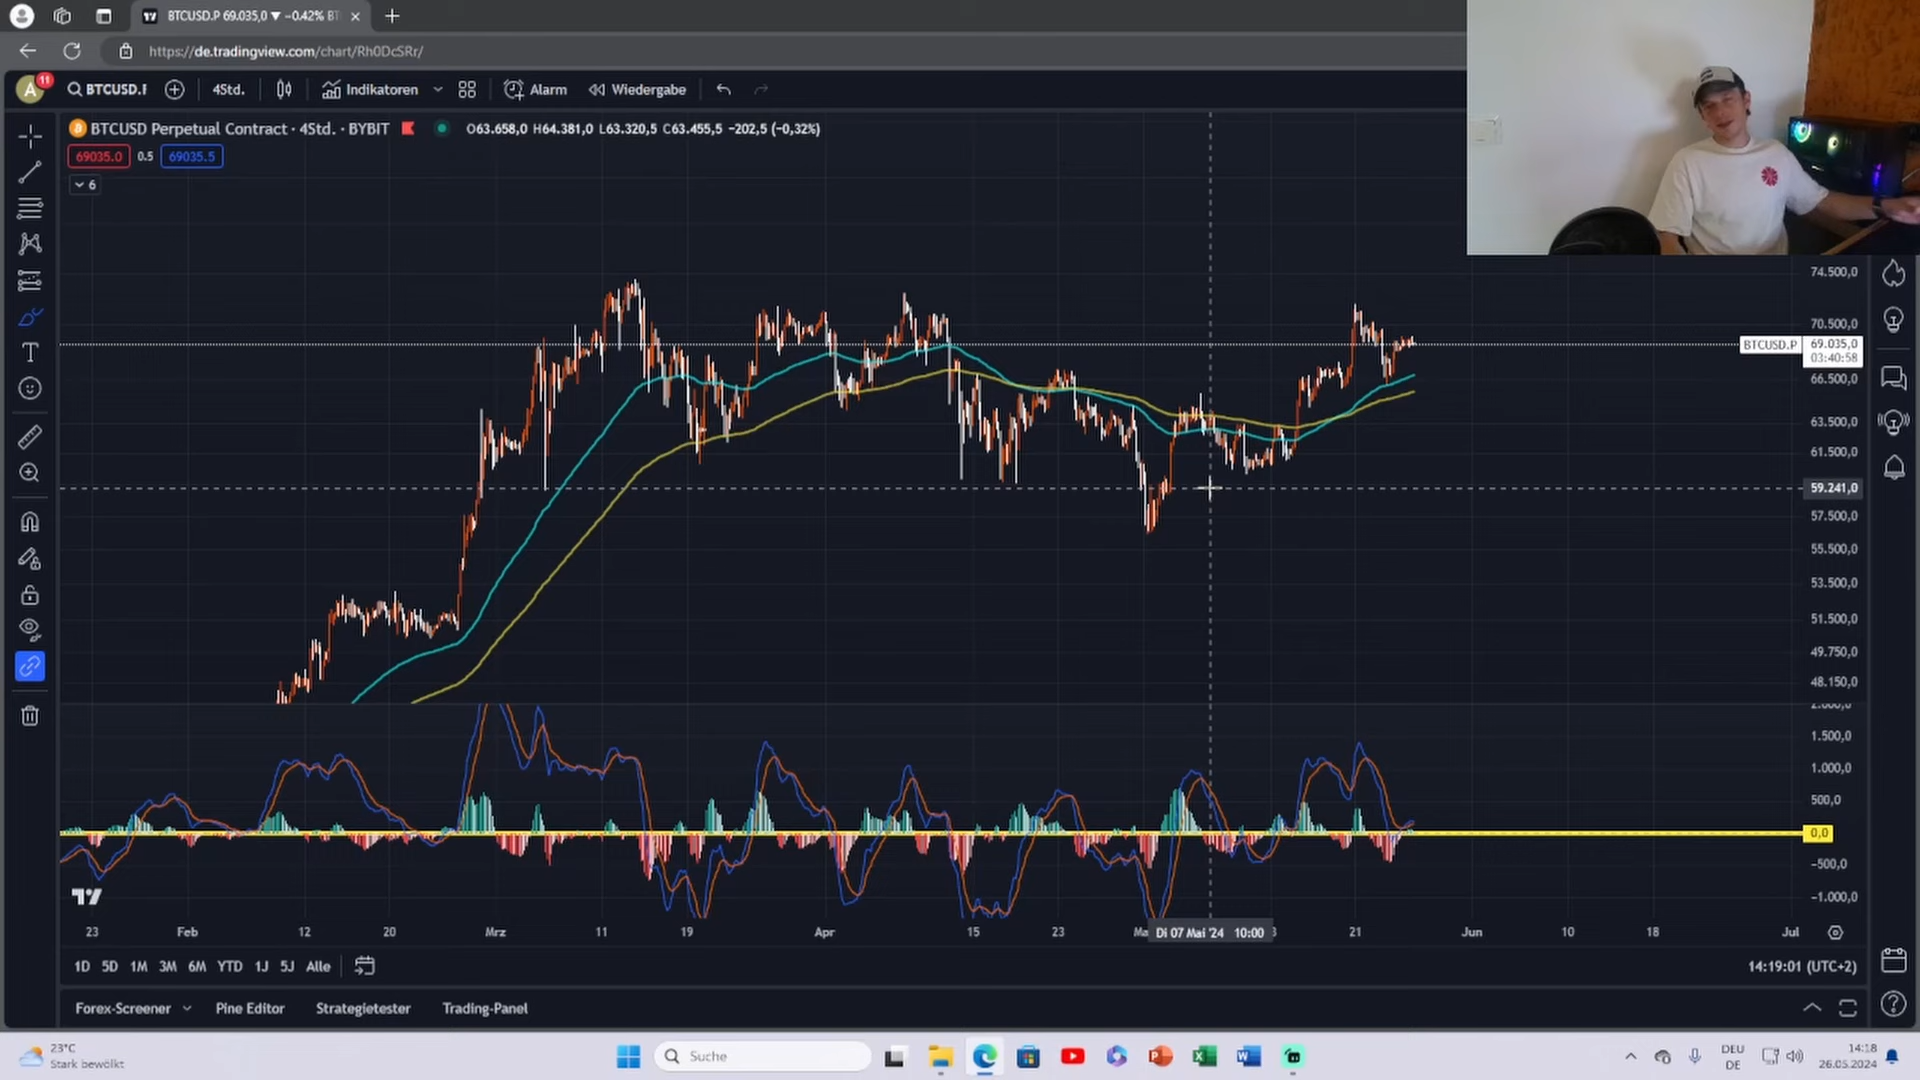 BTCUSD.P 69.035,0 ▼ −0.42% BT
https://de.tradingview.com/chart/Rh0DcSRr/
A 11 BTCUSD.F 4Std. Indikatoren Alarm Wiedergabe
BTCUSD Perpetual Contract · 4Std. · BYBIT O63.658,0 H64.381,0 L63.320,5 C63.455,5 −202,5 (−0,32%)
69035.0 0.5 69035.5
6
74.500,0
70.500,0
BTCUSD.P 69.035,0
03:40:58
66.500,0
63.500,0
61.500,0
59.241,0
57.500,0
55.500,0
53.500,0
51.500,0
49.750,0
48.150,0
2.000,0
1.500,0
1.000,0
500,0
0,0
−500,0
−1.000,0
23 Feb 12 20 Mrz 11 19 Apr 15 23 Ma Di 07 Mai '24 10:00 3 21 Jun 10 18 Jul
1D 5D 1M 3M 6M YTD 1J 5J Alle 14:19:01 (UTC+2)
Forex-Screener Pine Editor Strategietester Trading-Panel
23°C
Stark bewölkt
Suche
DEU
DE
14:18
26.05.2024